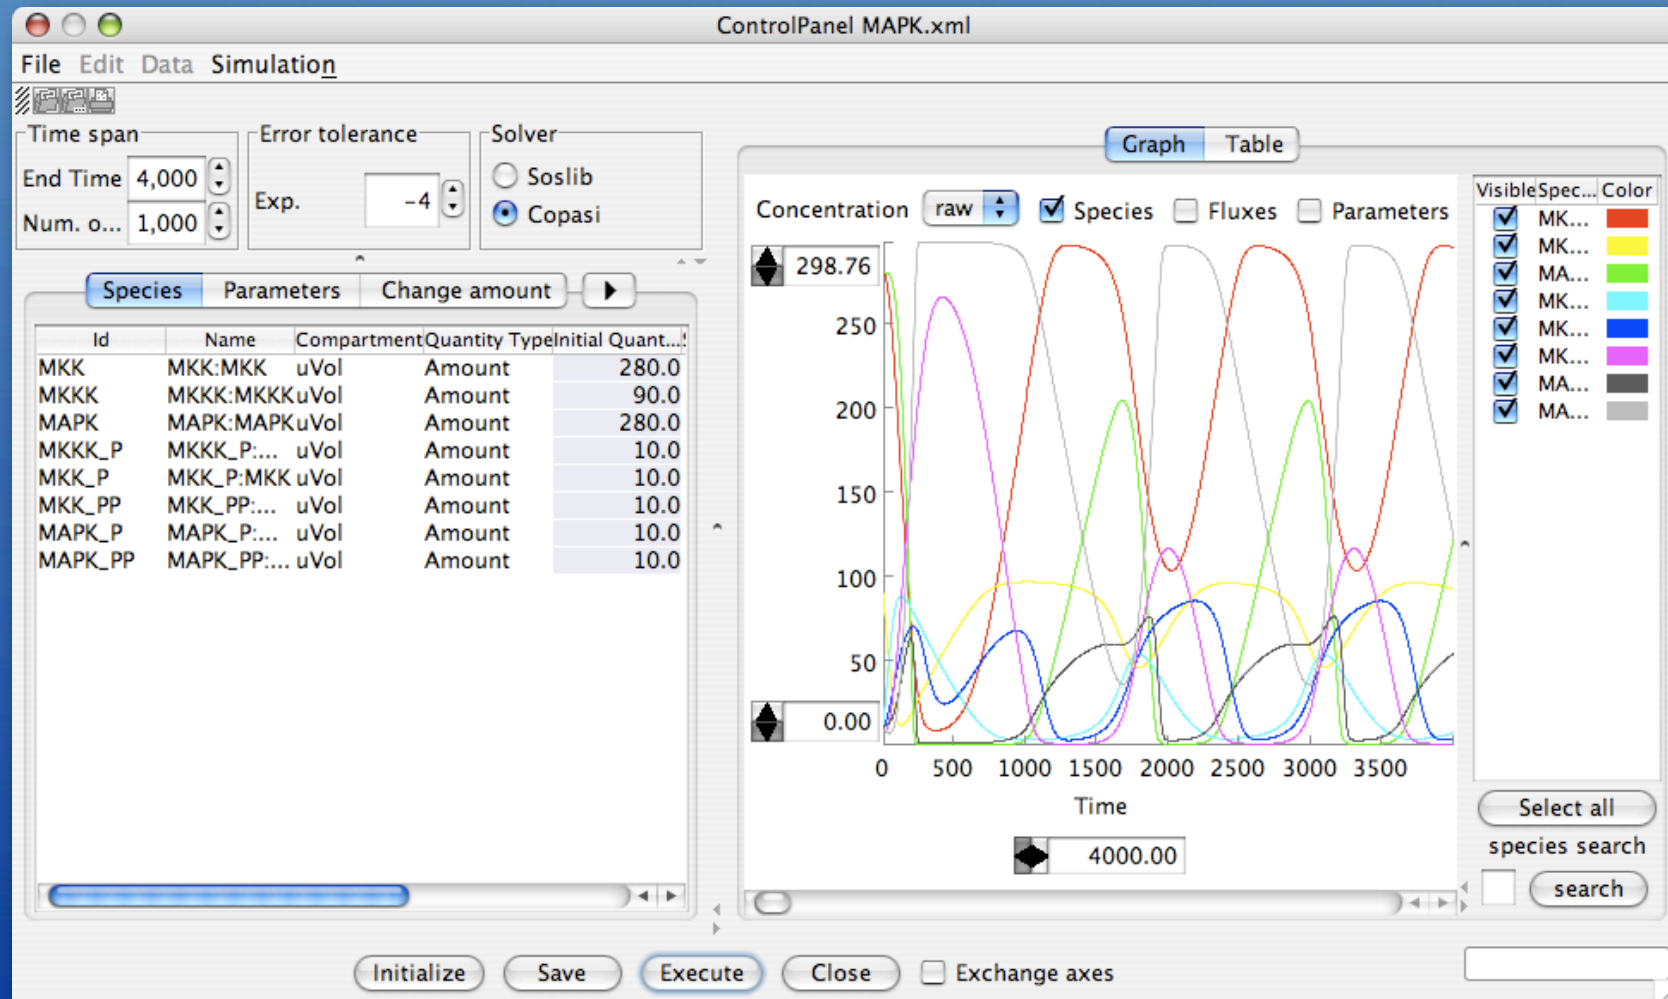 ControlPanel MAPK.xml
File Edit Data Simulation
Time span
Error tolerance
Solver
End Time 4,000
Num. o... 1,000
Exp. -4
Soslib
Copasi
Species Parameters Change amount
Id Name Compartment Quantity Type Initial Quant...
MKK MKK:MKK uVol Amount 280.0
MKKK MKKK:MKKK uVol Amount 90.0
MAPK MAPK:MAPK uVol Amount 280.0
MKKK_P MKKK_P:... uVol Amount 10.0
MKK_P MKK_P:MKK uVol Amount 10.0
MKK_PP MKK_PP:... uVol Amount 10.0
MAPK_P MAPK_P:... uVol Amount 10.0
MAPK_PP MAPK_PP:... uVol Amount 10.0
Graph Table
Concentration raw Species Fluxes Parameters
298.76
250
200
150
100
50
0.00
0 500 1000 1500 2000 2500 3000 3500
Time
4000.00
Visible Spec... Color
MK...
MK...
MA...
MK...
MK...
MK...
MA...
MA...
Select all
species search
search
Initialize Save Execute Close Exchange axes